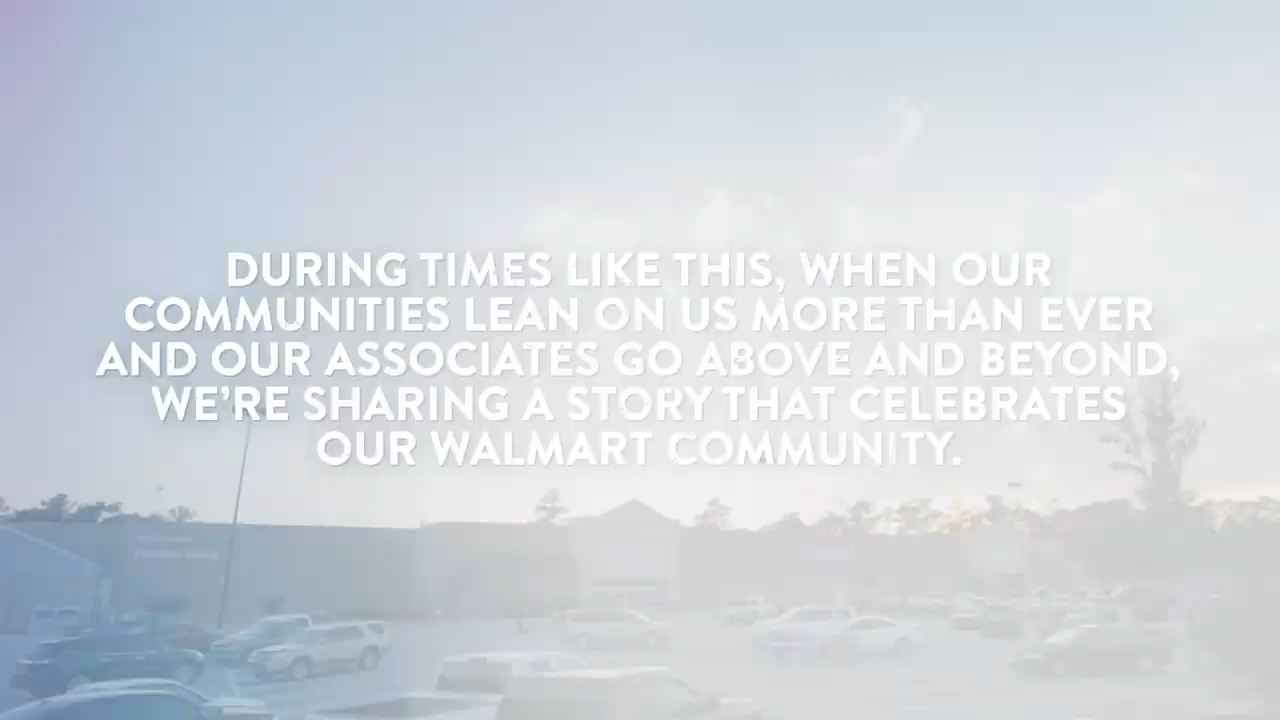 DURING TIMES LIKE THIS, WHEN OUR
COMMUNITIES LEAN ON US MORE THAN EVER
AND OUR ASSOCIATES GO ABOVE AND BEYOND,
WE’RE SHARING A STORY THAT CELEBRATES
OUR WALMART COMMUNITY.